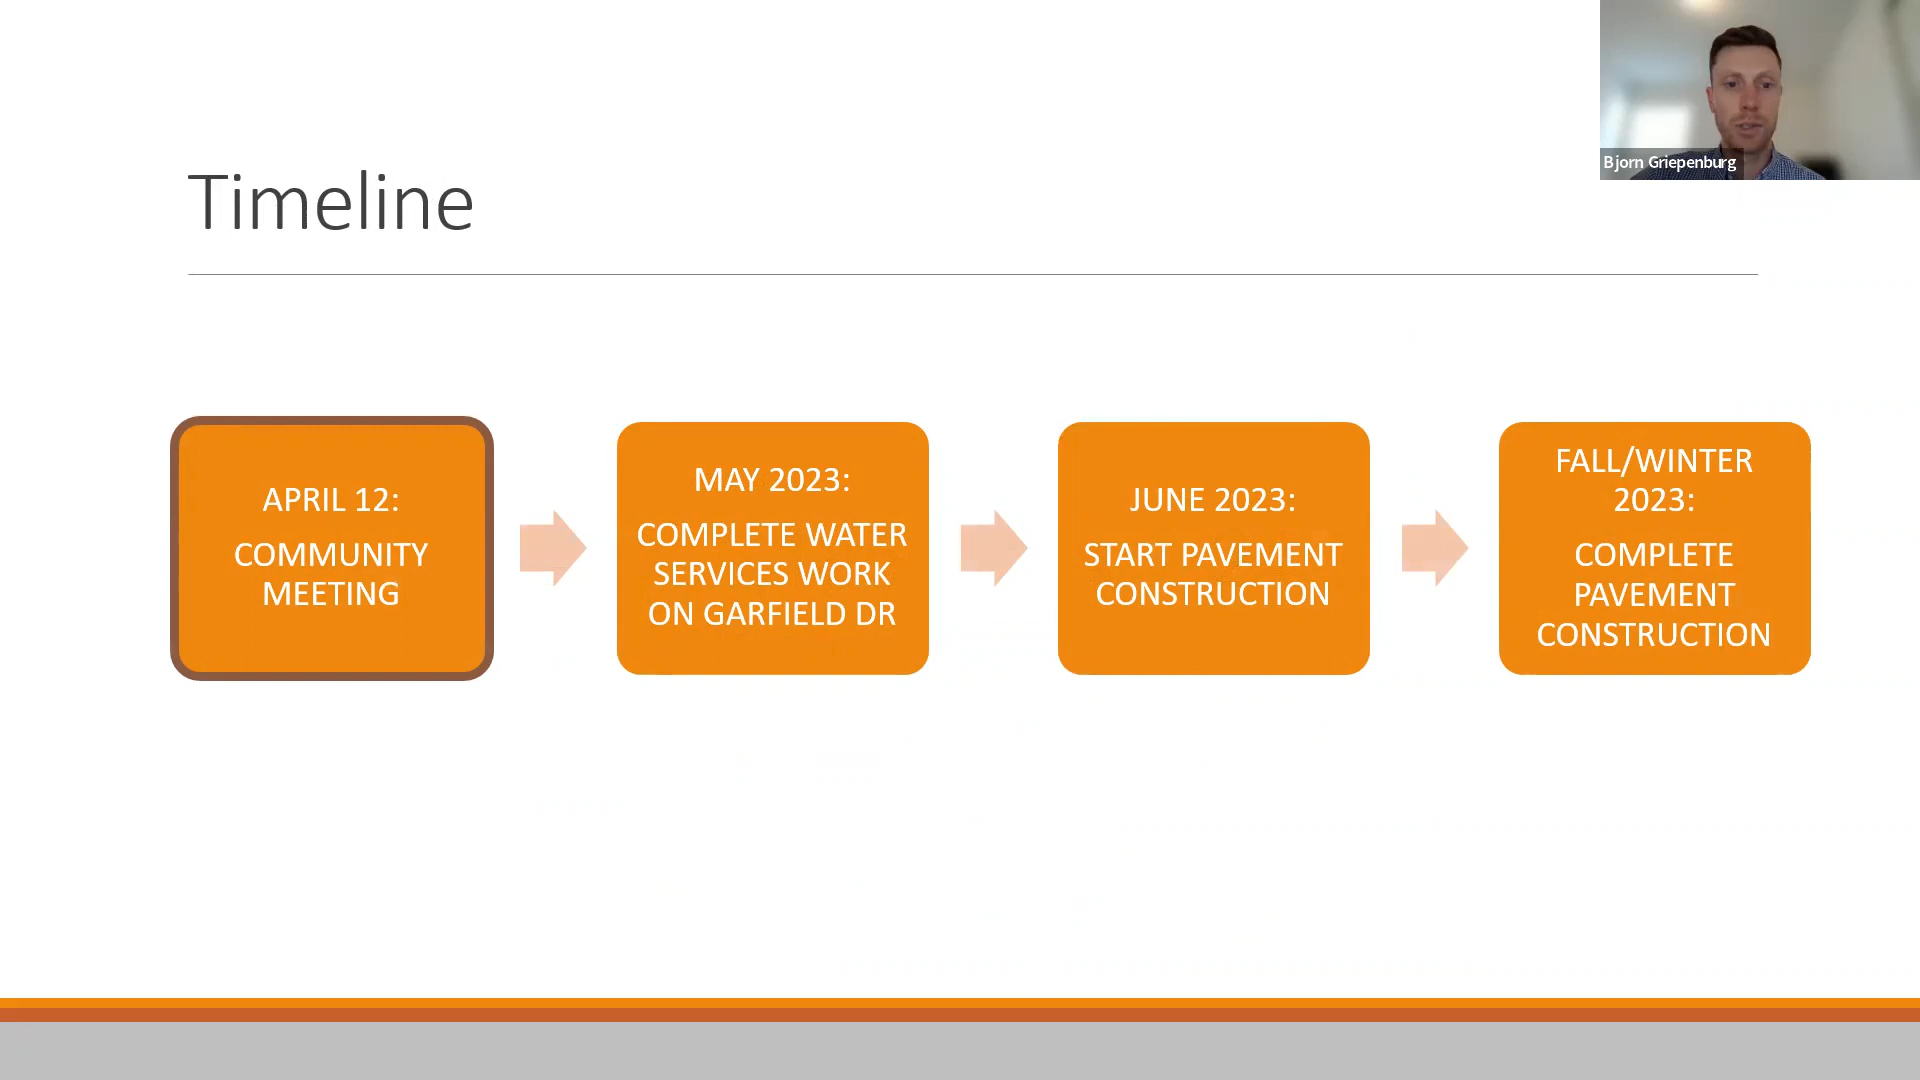 Bjorn Griepenburg
Timeline
APRIL 12:
COMMUNITY
MEETING
MAY 2023:
COMPLETE WATER
SERVICES WORK
ON GARFIELD DR
JUNE 2023:
START PAVEMENT
CONSTRUCTION
FALL/WINTER
2023:
COMPLETE
PAVEMENT
CONSTRUCTION